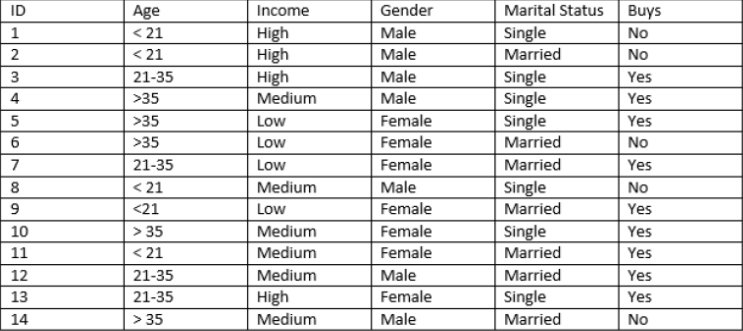 ID Age Income Gender Marital Status Buys
1 < 21 High Male Single No
2 < 21 High Male Married No
3 21-35 High Male Single Yes
4 >35 Medium Male Single Yes
5 >35 Low Female Single Yes
6 >35 Low Female Married No
7 21-35 Low Female Married Yes
8 < 21 Medium Male Single No
9 <21 Low Female Married Yes
10 > 35 Medium Female Single Yes
11 < 21 Medium Female Married Yes
12 21-35 Medium Male Married Yes
13 21-35 High Female Single Yes
14 > 35 Medium Male Married No